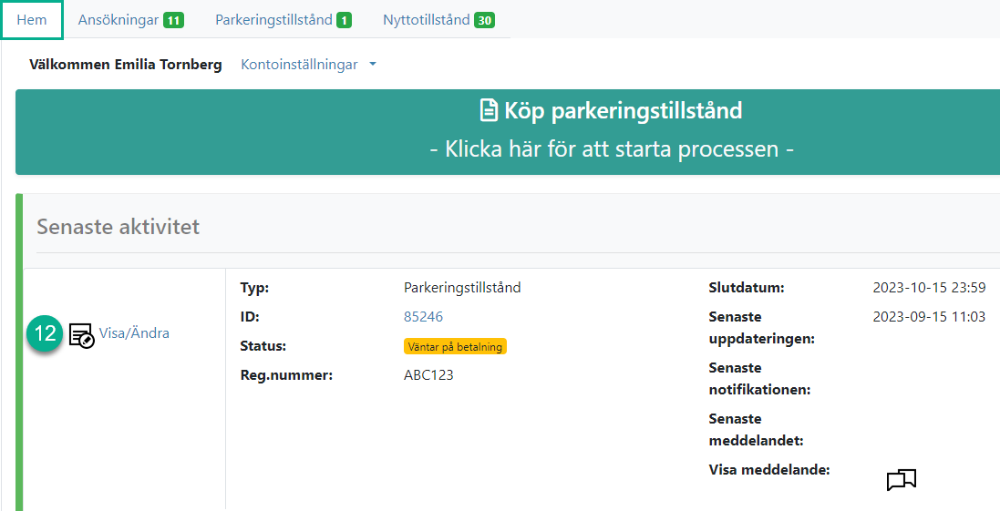 Hem Ansökningar 11 Parkeringstillstånd 1 Nyttotillstånd 30
Välkommen Emilia Tornberg Kontoinställningar
Köp parkeringstillstånd
- Klicka här för att starta processen -
Senaste aktivitet
12 Visa/Ändra
Typ: Parkeringstillstånd
ID: 85246
Status: Väntar på betalning
Reg.nummer: ABC123
Slutdatum: 2023-10-15 23:59
Senaste 2023-09-15 11:03
uppdateringen:
Senaste
notifikationen:
Senaste
meddelandet:
Visa meddelande: